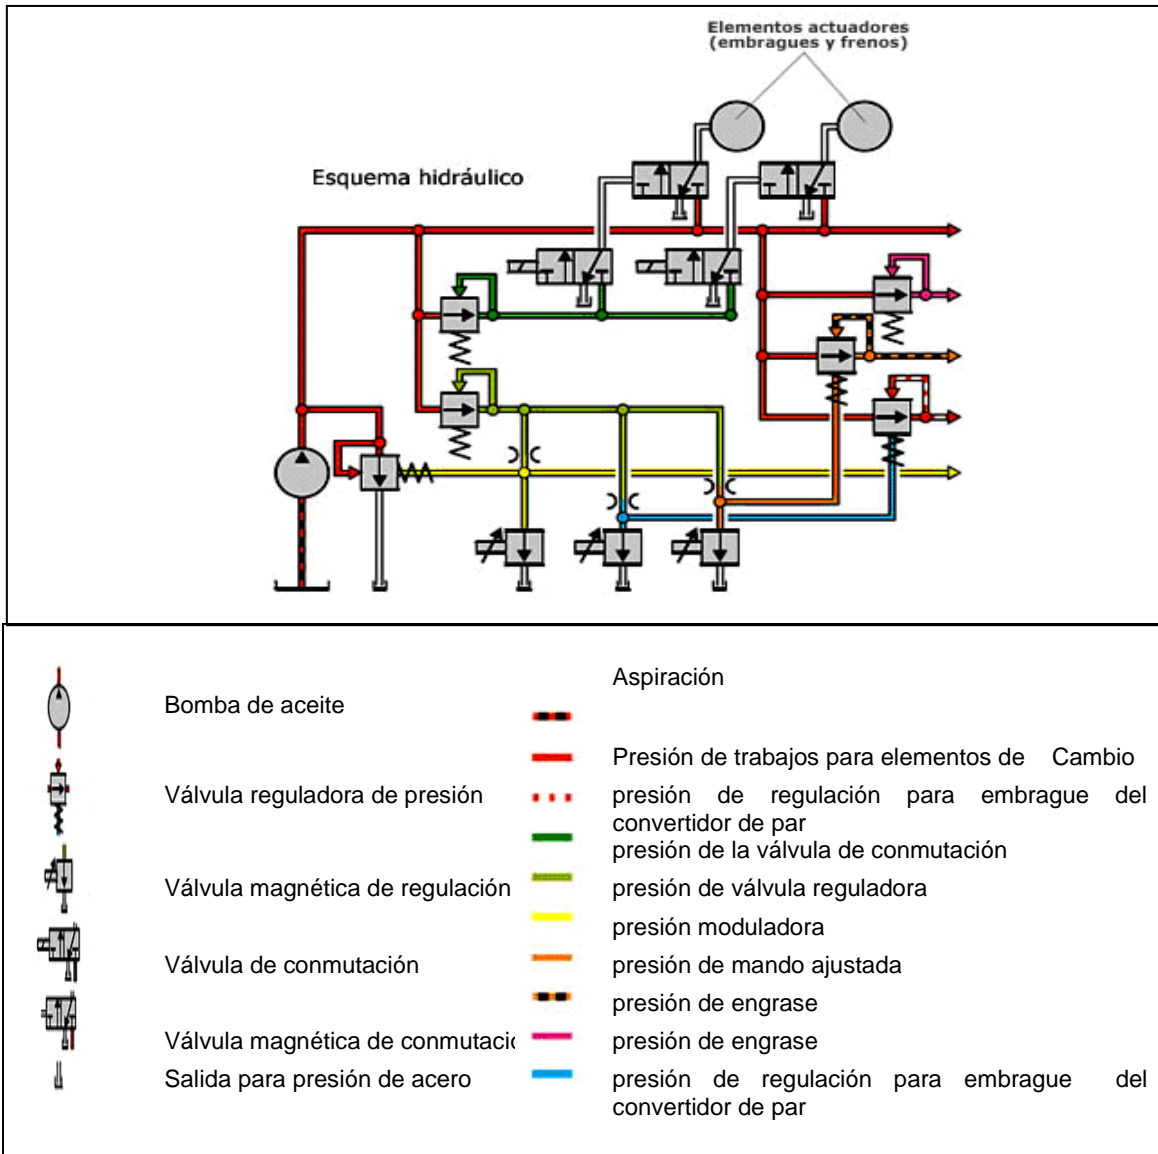 Elementos actuadores
(embragues y frenos)
Esquema hidráulico
Bomba de aceite
Válvula reguladora de presión
Válvula magnética de regulación
Válvula de conmutación
Válvula magnética de conmutació
Salida para presión de acero
Aspiración
Presión de trabajos para elementos de Cambio
presión de regulación para embrague del
convertidor de par
presión de la válvula de conmutación
presión de válvula reguladora
presión moduladora
presión de mando ajustada
presión de engrase
presión de engrase
presión de regulación para embrague del
convertidor de par